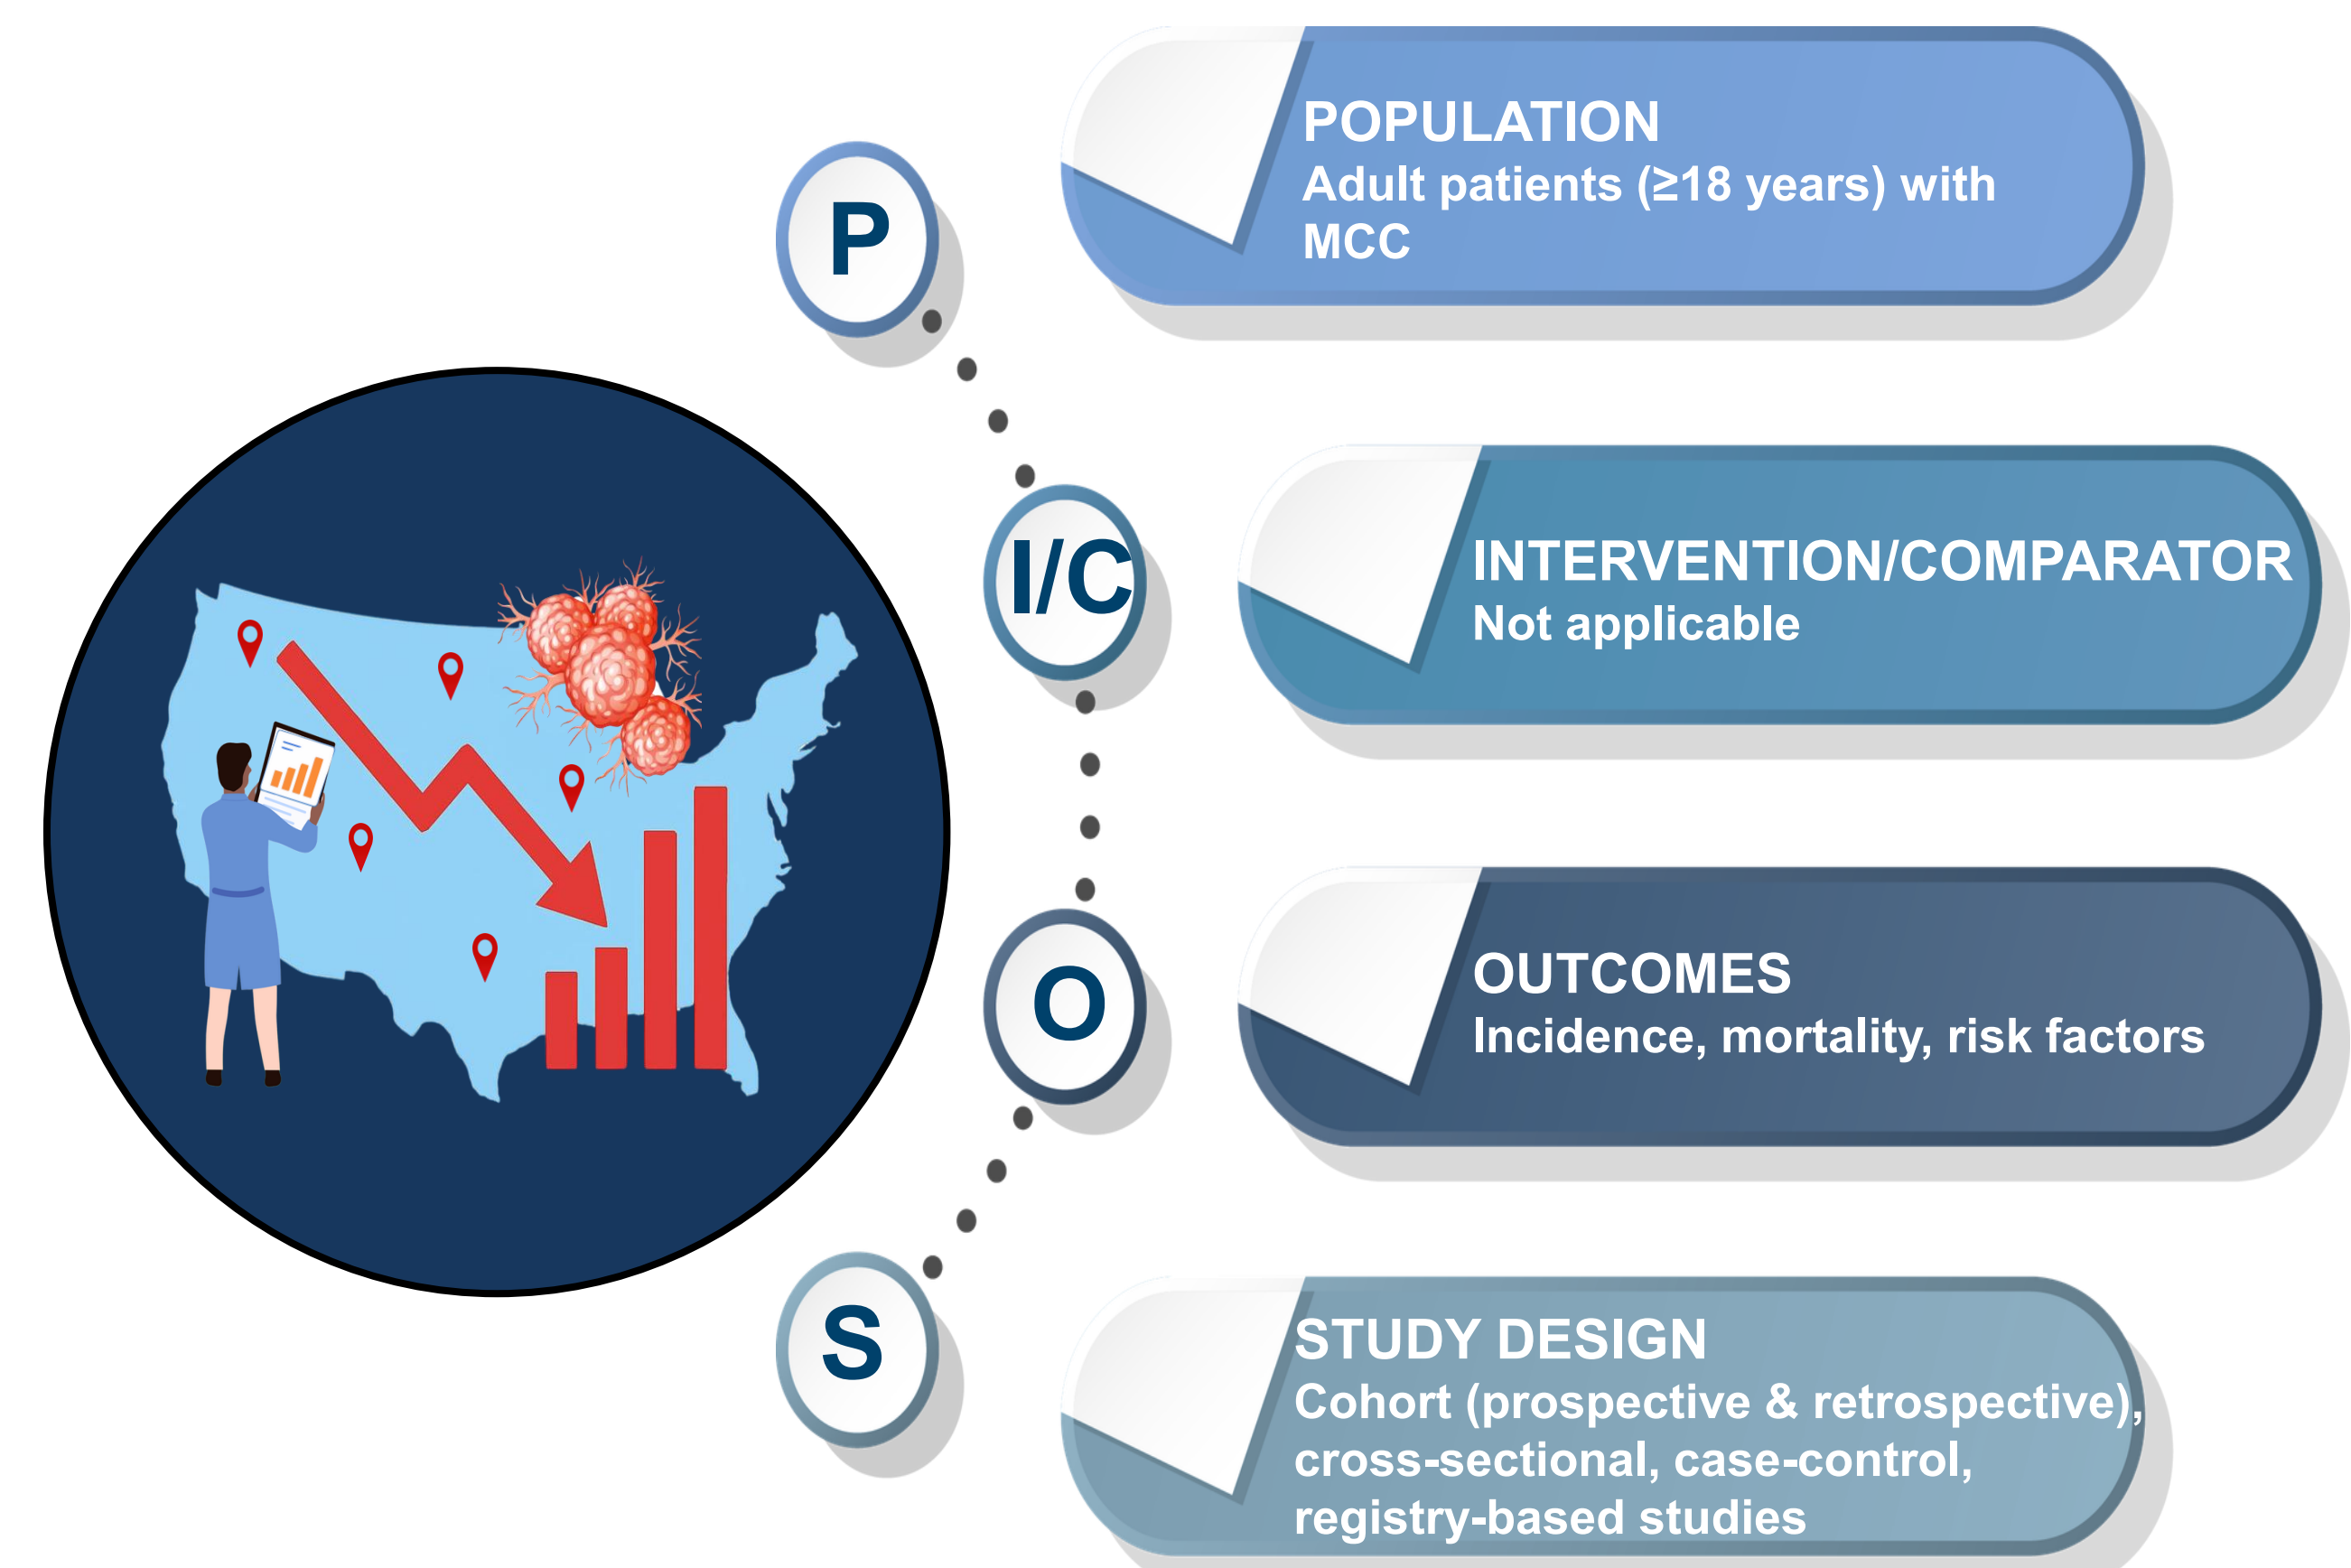 P
POPULATION
Adult patients (≥18 years) with
MCC
I/C
INTERVENTION/COMPARATOR
Not applicable
O
OUTCOMES
Incidence, mortality, risk factors
S
STUDY DESIGN
Cohort (prospective & retrospective),
cross-sectional, case-control,
registry-based studies